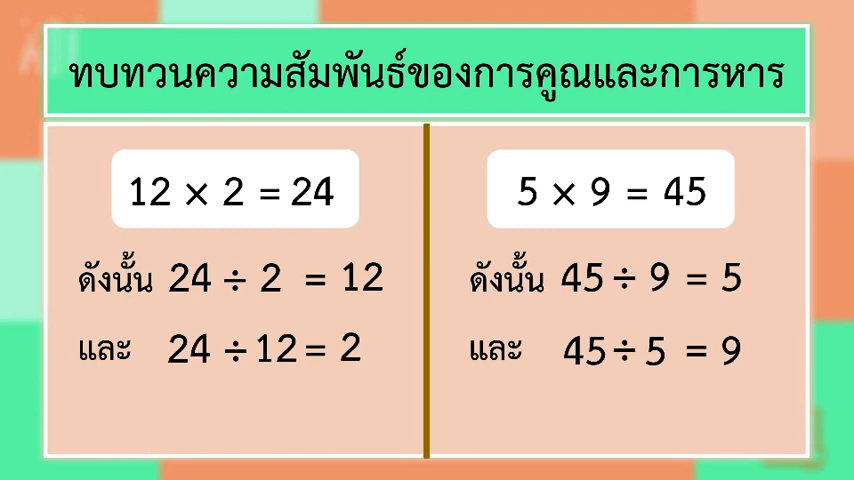 ทบทวนความสัมพันธ์ของการคูณและการหาร
12 × 2 = 24
ดังนั้น 24 ÷ 2 = 12
และ 24 ÷ 12 = 2
5 × 9 = 45
ดังนั้น 45 ÷ 9 = 5
และ 45 ÷ 5 = 9